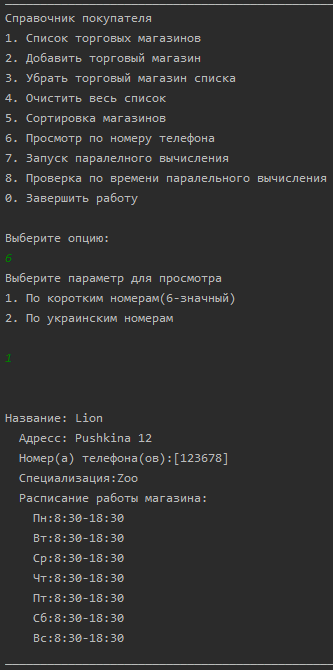 Справочник покупателя
1. Список торговых магазинов
2. Добавить торговый магазин
3. Убрать торговый магазин списка
4. Очистить весь список
5. Сортировка магазинов
6. Просмотр по номеру телефона
7. Запуск паралелного вычисления
8. Проверка по времени паралельного вычисления
0. Завершить работу
Выберите опцию:
6
Выберите параметр для просмотра
1. По коротким номерам(6-значный)
2. По украинским номерам
1
Название: Lion
Адресс: Pushkina 12
Номер(а) телефона(ов):[123678]
Специализация:Zoo
Расписание работы магазина:
Пн:8:30-18:30
Вт:8:30-18:30
Ср:8:30-18:30
Чт:8:30-18:30
Пт:8:30-18:30
Сб:8:30-18:30
Вс:8:30-18:30